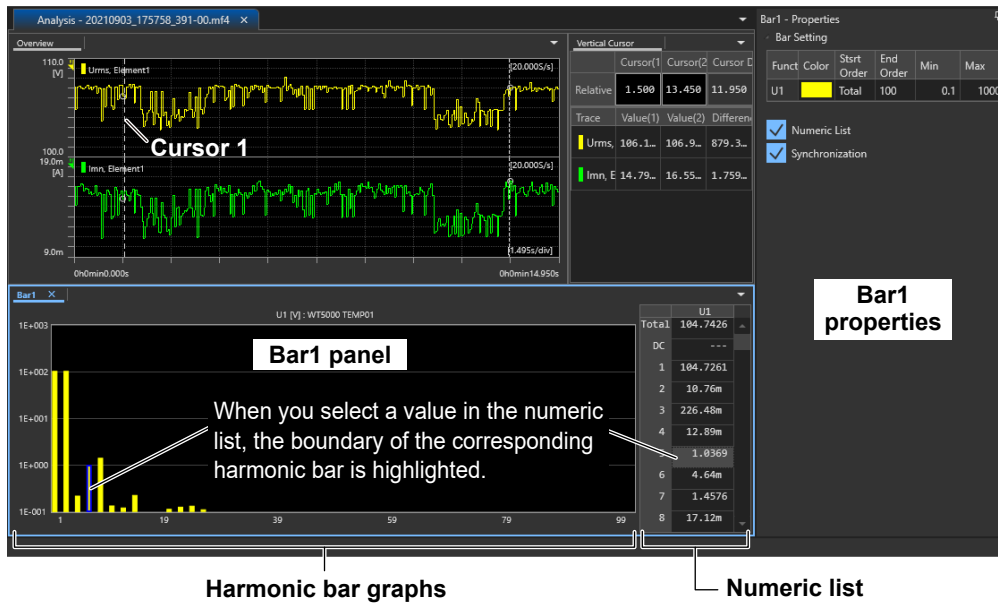 Analysis - 20210903_175758_391-00.mf4 ×
Overview
110.0
[V]
Urms, Element1
[20.000S/s]
Cursor 1
100.0
19.0m
[A]
Imn, Element1
[20.000S/s]
9.0m
[1.495s/div]
0h0min0.000s
0h0min14.950s
Vertical Cursor
Cursor(1 Cursor(2 Cursor D
Relative 1.500 13.450 11.950
Trace Value(1) Value(2) Differen
Urms, 106.1... 106.9... 879.3...
Imn, E 14.79... 16.55... 1.759...
Bar1 - Properties
Bar Setting
Funct Color Strt Order End Order Min Max
U1 Total 100 0.1 1000
Numeric List
Synchronization
Bar1
properties
Bar1 ×
U1 [V] : WT5000 TEMP01
1E+003
1E+002
1E+001
1E+000
1E-001
1 19 39 59 79 99
Bar1 panel
When you select a value in the numeric
list, the boundary of the corresponding
harmonic bar is highlighted.
U1
Total 104.7426
DC ---
1 104.7261
2 10.76m
3 226.48m
4 12.89m
5 1.0369
6 4.64m
7 1.4576
8 17.12m
Harmonic bar graphs
Numeric list